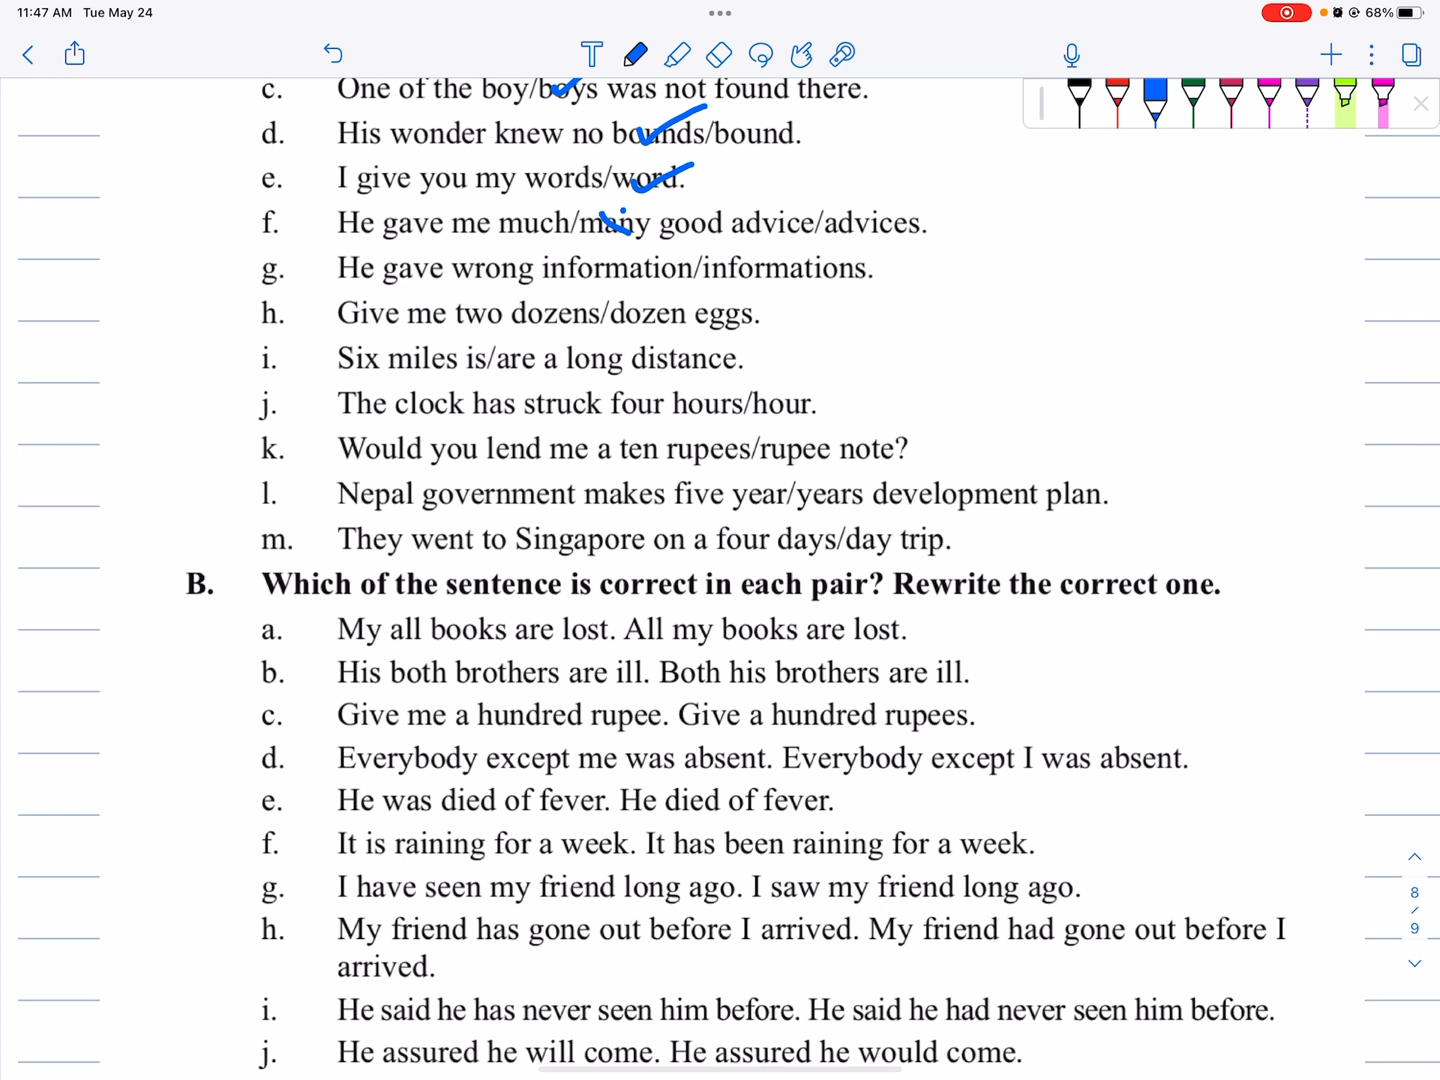 11:47 AM Tue May 24
68%
c. One of the boy/boys was not found there.
d. His wonder knew no bounds/bound.
e. I give you my words/word.
f. He gave me much/many good advice/advices.
g. He gave wrong information/informations.
h. Give me two dozens/dozen eggs.
i. Six miles is/are a long distance.
j. The clock has struck four hours/hour.
k. Would you lend me a ten rupees/rupee note?
l. Nepal government makes five year/years development plan.
m. They went to Singapore on a four days/day trip.
B. Which of the sentence is correct in each pair? Rewrite the correct one.
a. My all books are lost. All my books are lost.
b. His both brothers are ill. Both his brothers are ill.
c. Give me a hundred rupee. Give a hundred rupees.
d. Everybody except me was absent. Everybody except I was absent.
e. He was died of fever. He died of fever.
f. It is raining for a week. It has been raining for a week.
g. I have seen my friend long ago. I saw my friend long ago.
h. My friend has gone out before I arrived. My friend had gone out before I
arrived.
i. He said he has never seen him before. He said he had never seen him before.
j. He assured he will come. He assured he would come.
8
/
9